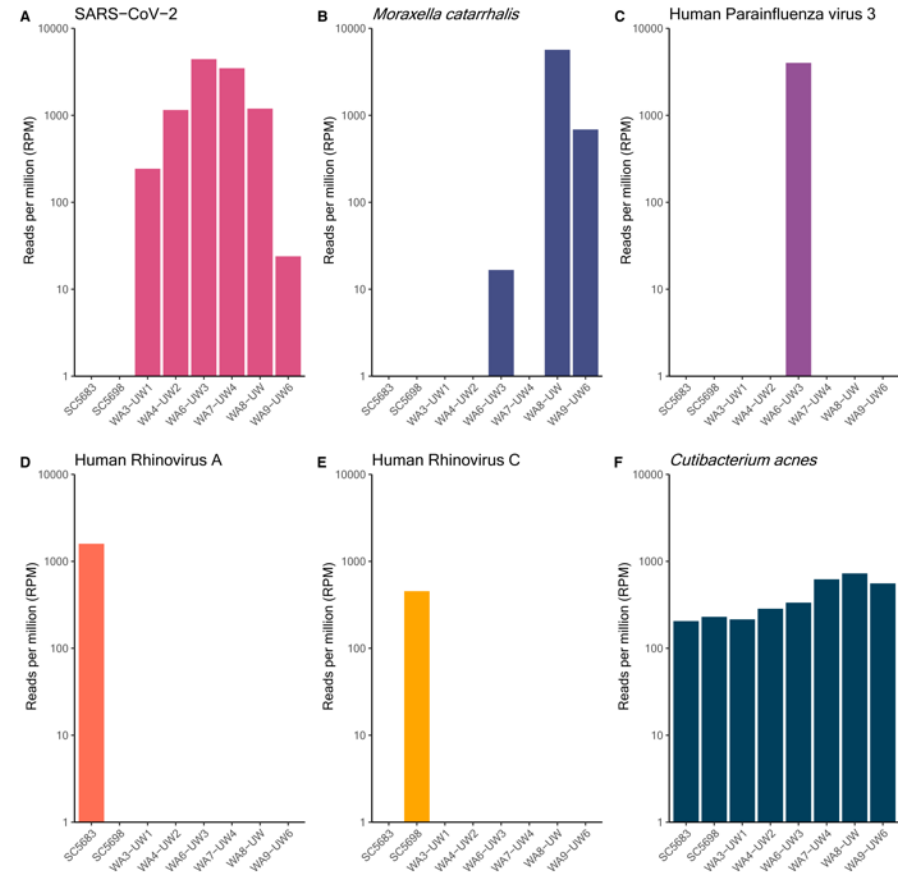 A SARS−CoV−2
Reads per million (RPM)
10000
1000
100
10
1
SC5683 SC5698 WA3−UW1 WA4−UW2 WA6−UW3 WA7−UW4 WA8−UW WA9−UW6
B Moraxella catarrhalis
Reads per million (RPM)
10000
1000
100
10
1
SC5683 SC5698 WA3−UW1 WA4−UW2 WA6−UW3 WA7−UW4 WA8−UW WA9−UW6
C Human Parainfluenza virus 3
Reads per million (RPM)
10000
1000
100
10
1
SC5683 SC5698 WA3−UW1 WA4−UW2 WA6−UW3 WA7−UW4 WA8−UW WA9−UW6
D Human Rhinovirus A
Reads per million (RPM)
10000
1000
100
10
1
SC5683 SC5698 WA3−UW1 WA4−UW2 WA6−UW3 WA7−UW4 WA8−UW WA9−UW6
E Human Rhinovirus C
Reads per million (RPM)
10000
1000
100
10
1
SC5683 SC5698 WA3−UW1 WA4−UW2 WA6−UW3 WA7−UW4 WA8−UW WA9−UW6
F Cutibacterium acnes
Reads per million (RPM)
10000
1000
100
10
1
SC5683 SC5698 WA3−UW1 WA4−UW2 WA6−UW3 WA7−UW4 WA8−UW WA9−UW6